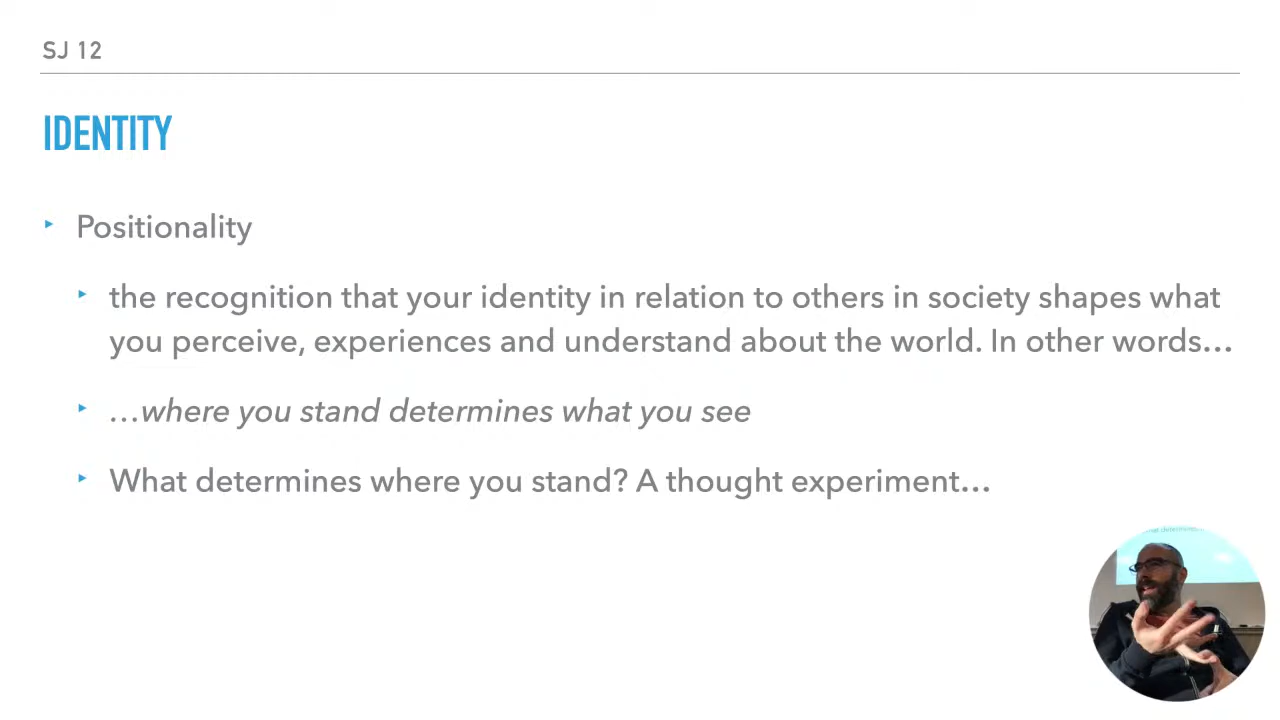 SJ 12
IDENTITY
Positionality
the recognition that your identity in relation to others in society shapes what
you perceive, experiences and understand about the world. In other words…
…where you stand determines what you see
What determines where you stand? A thought experiment…